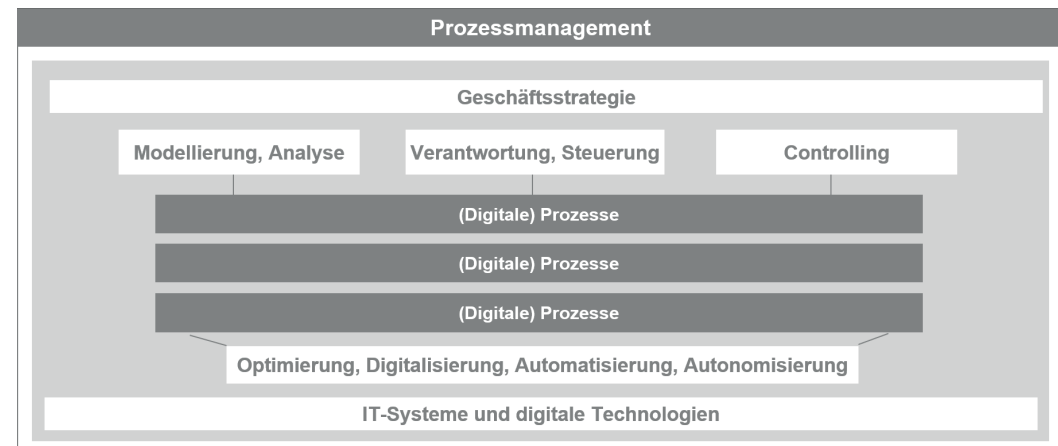 Prozessmanagement
Geschäftsstrategie
Modellierung, Analyse
Verantwortung, Steuerung
Controlling
(Digitale) Prozesse
(Digitale) Prozesse
(Digitale) Prozesse
Optimierung, Digitalisierung, Automatisierung, Autonomisierung
IT-Systeme und digitale Technologien